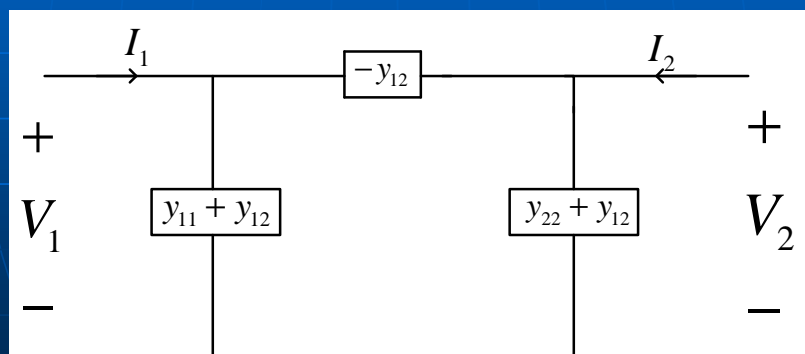 I₁ -y₁₂ I₂
+ +
y₁₁ + y₁₂ y₂₂ + y₁₂
V₁ V₂
− −